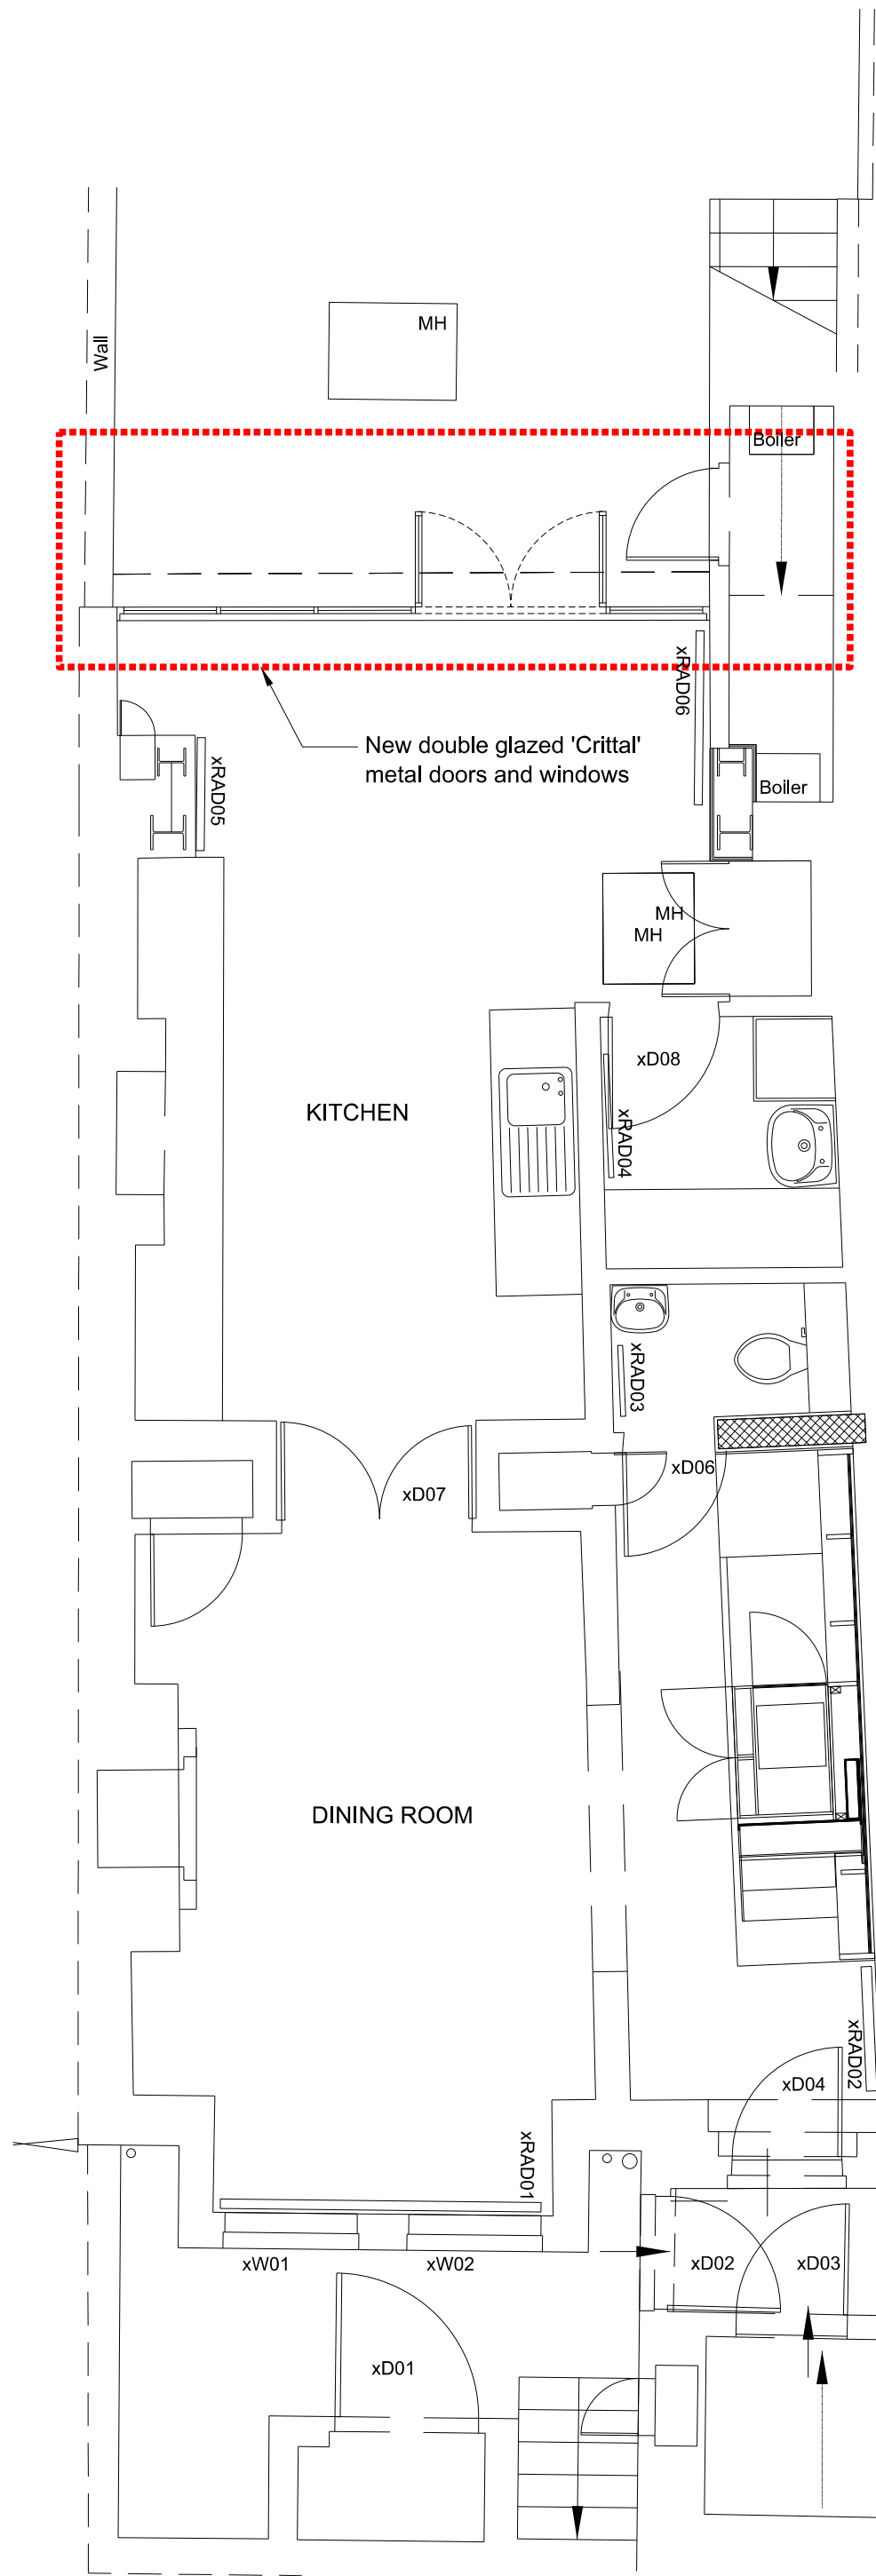 MH
Wall
Boiler
xRAD06
New double glazed 'Crittal'
metal doors and windows
xRAD05
Boiler
MH
MH
xD08
KITCHEN
xRAD04
xRAD03
xD06
xD07
DINING ROOM
xRAD02
xD04
xRAD01
xW01
xW02
xD02
xD03
xD01